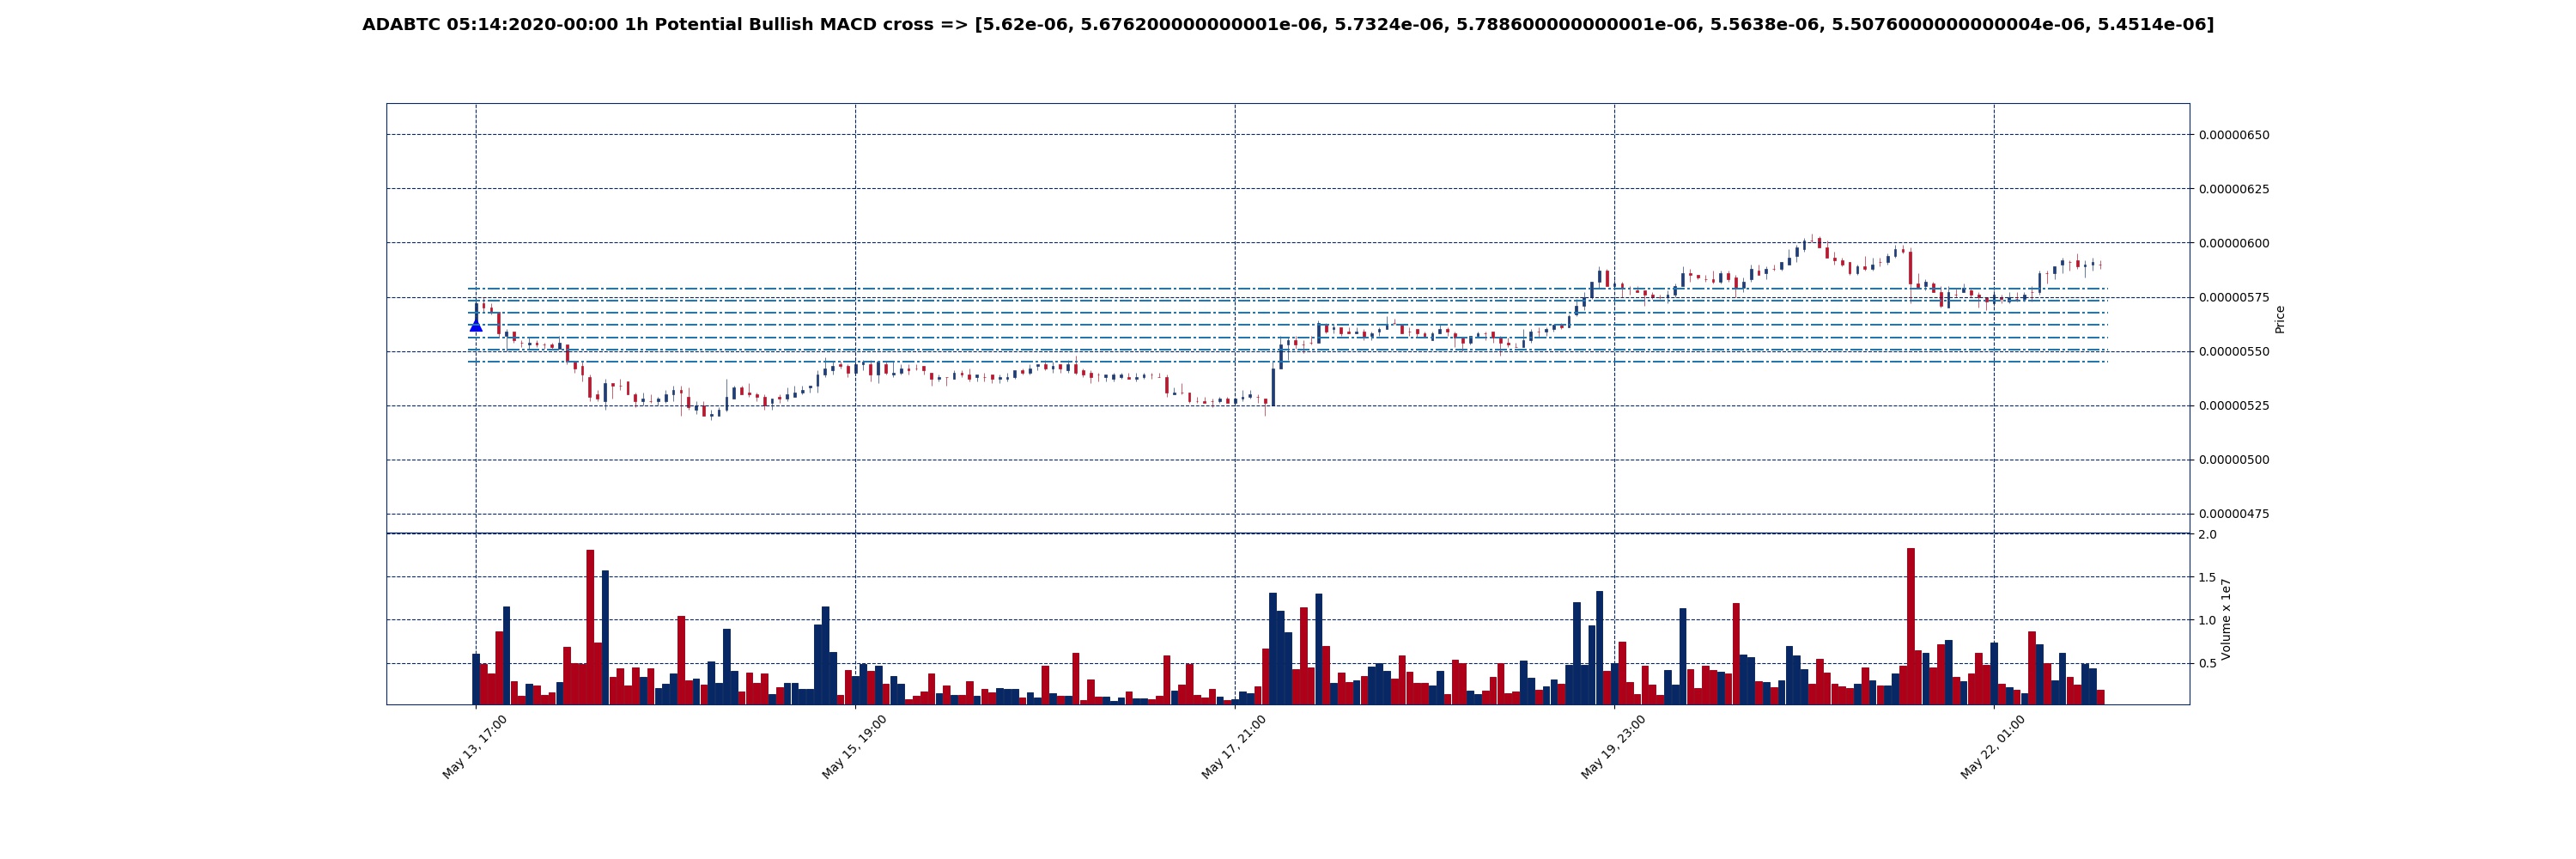 ADABTC 05:14:2020-00:00 1h Potential Bullish MACD cross => [5.62e-06, 5.676200000000001e-06, 5.7324e-06, 5.788600000000001e-06, 5.5638e-06, 5.5076000000000004e-06, 5.4514e-06]
0.00000650
0.00000625
0.00000600
0.00000575
Price
0.00000550
0.00000525
0.00000500
0.00000475
2.0
1.5
1.0
Volume x 1e7
0.5
May 13, 17:00
May 15, 19:00
May 17, 21:00
May 19, 23:00
May 22, 01:00